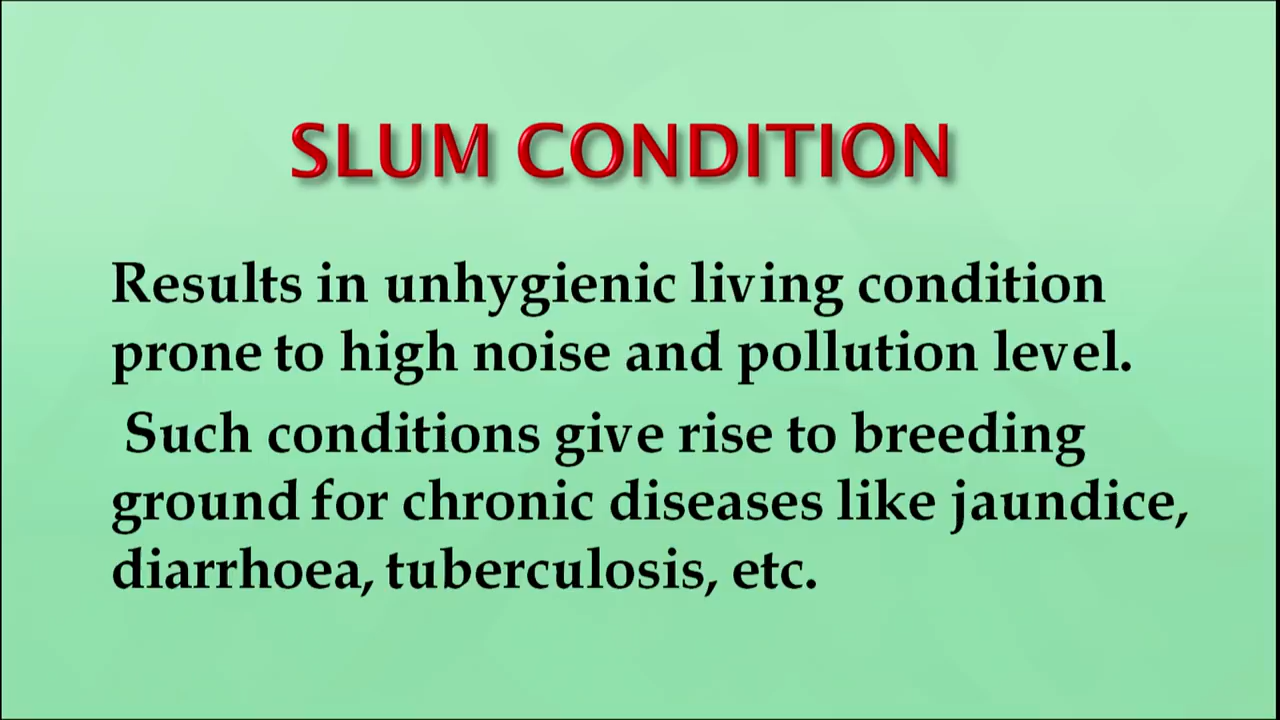 SLUM CONDITION
Results in unhygienic living condition
prone to high noise and pollution level.
Such conditions give rise to breeding
ground for chronic diseases like jaundice,
diarrhoea, tuberculosis, etc.